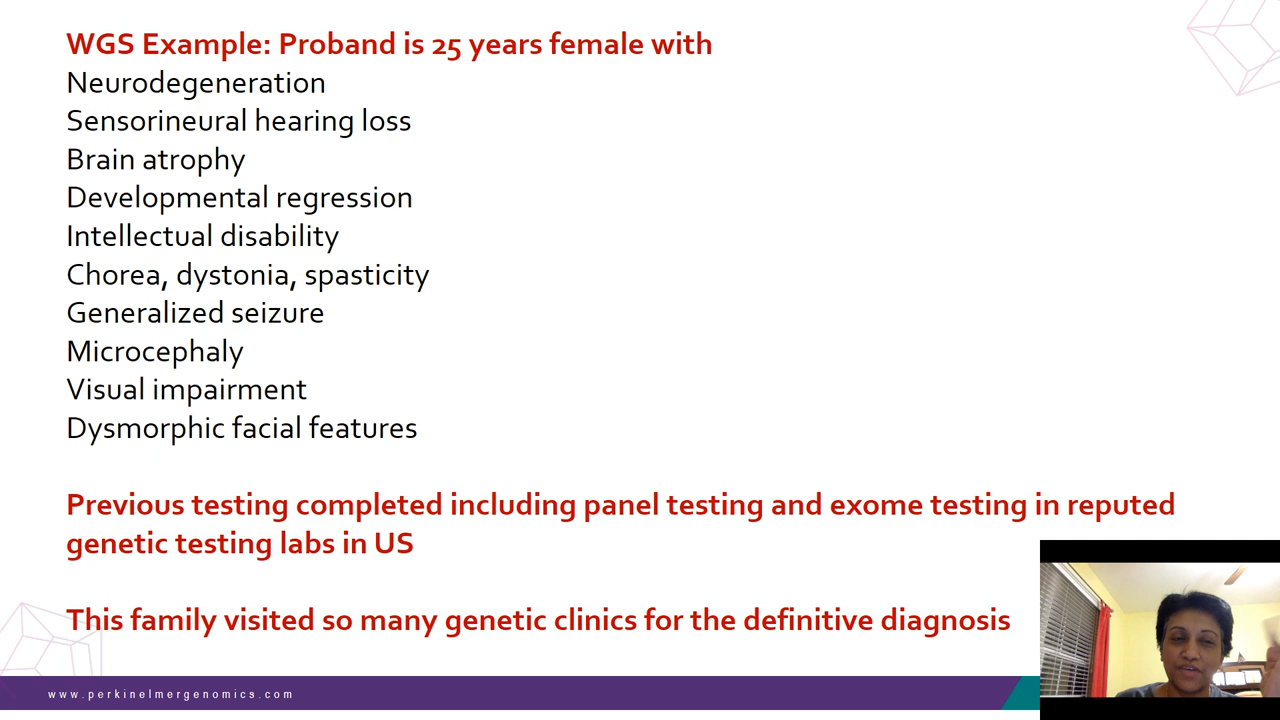 WGS Example: Proband is 25 years female with
Neurodegeneration
Sensorineural hearing loss
Brain atrophy
Developmental regression
Intellectual disability
Chorea, dystonia, spasticity
Generalized seizure
Microcephaly
Visual impairment
Dysmorphic facial features
Previous testing completed including panel testing and exome testing in reputed
genetic testing labs in US
This family visited so many genetic clinics for the definitive diagnosis
www.perkinelmergenomics.com